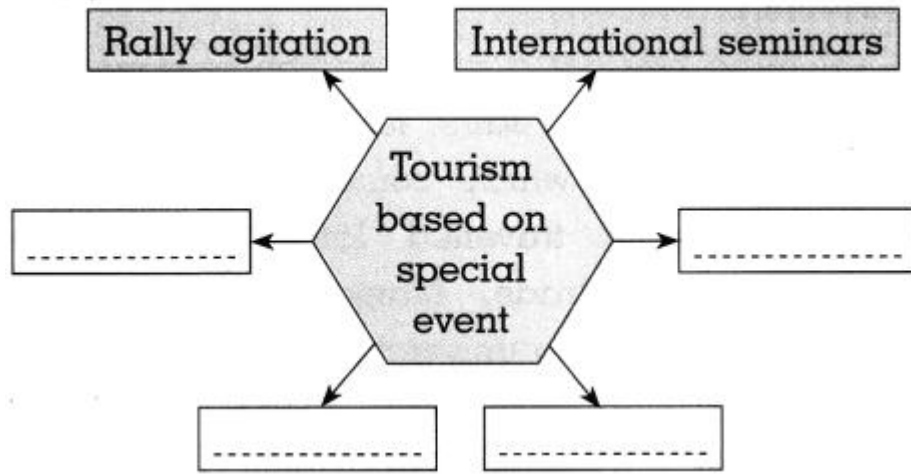 Rally agitation
International seminars
Tourism
based on
special
event